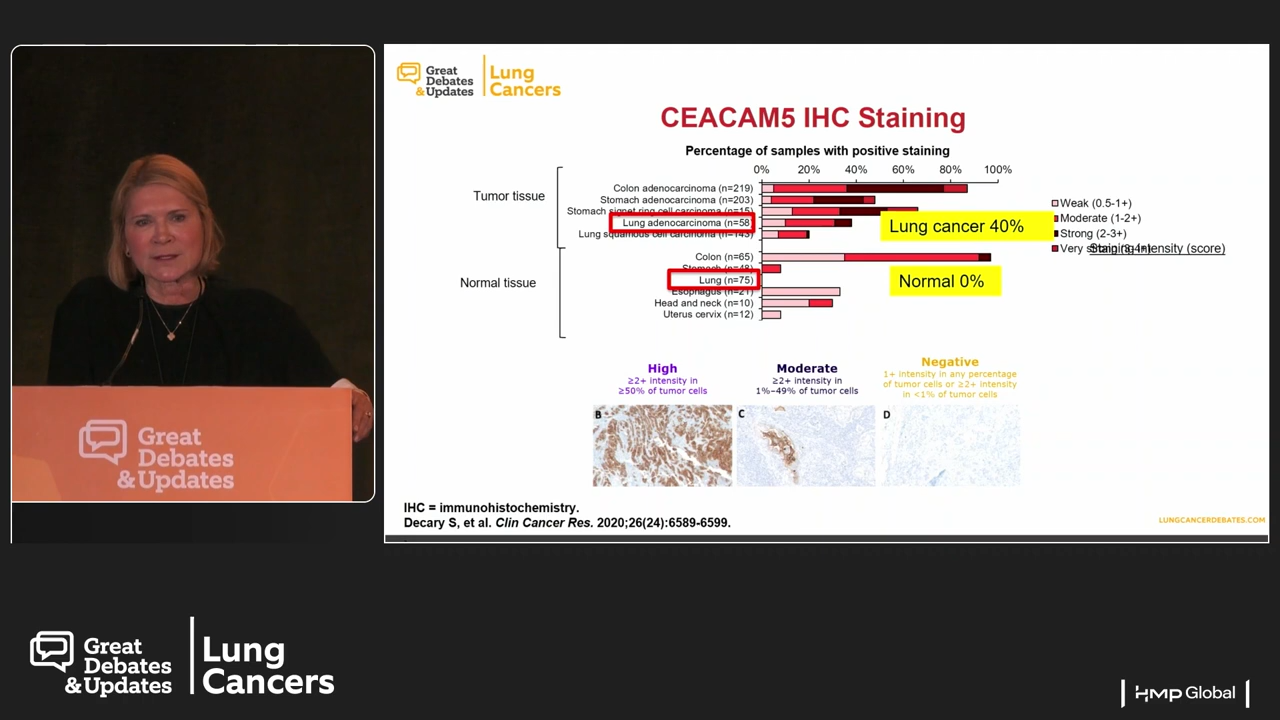 Great
Debates
&Updates
Lung
Cancers
CEACAM5 IHC Staining
Percentage of samples with positive staining
0% 20% 40% 60% 80% 100%
Tumor tissue
Colon adenocarcinoma (n=219)
Stomach adenocarcinoma (n=203)
Stomach signet ring cell carcinoma (n=15)
Lung adenocarcinoma (n=58)
Lung squamous cell carcinoma (n=143)
Lung cancer 40%
Weak (0.5-1+)
Moderate (1-2+)
Strong (2-3+)
Very strong (3-4+)
Staining intensity (score)
Normal tissue
Colon (n=65)
Stomach (n=48)
Lung (n=75)
Esophagus (n=21)
Head and neck (n=10)
Uterus cervix (n=12)
Normal 0%
High
≥2+ intensity in
≥50% of tumor cells
Moderate
≥2+ intensity in
1%–49% of tumor cells
Negative
1+ intensity in any percentage
of tumor cells or ≥2+ intensity
in <1% of tumor cells
B
C
D
IHC = immunohistochemistry.
Decary S, et al. Clin Cancer Res. 2020;26(24):6589-6599.
LUNGCANCERDEBATES.COM
Great
Debates
&Updates
Great
Debates
&Updates
Lung
Cancers
HMP Global